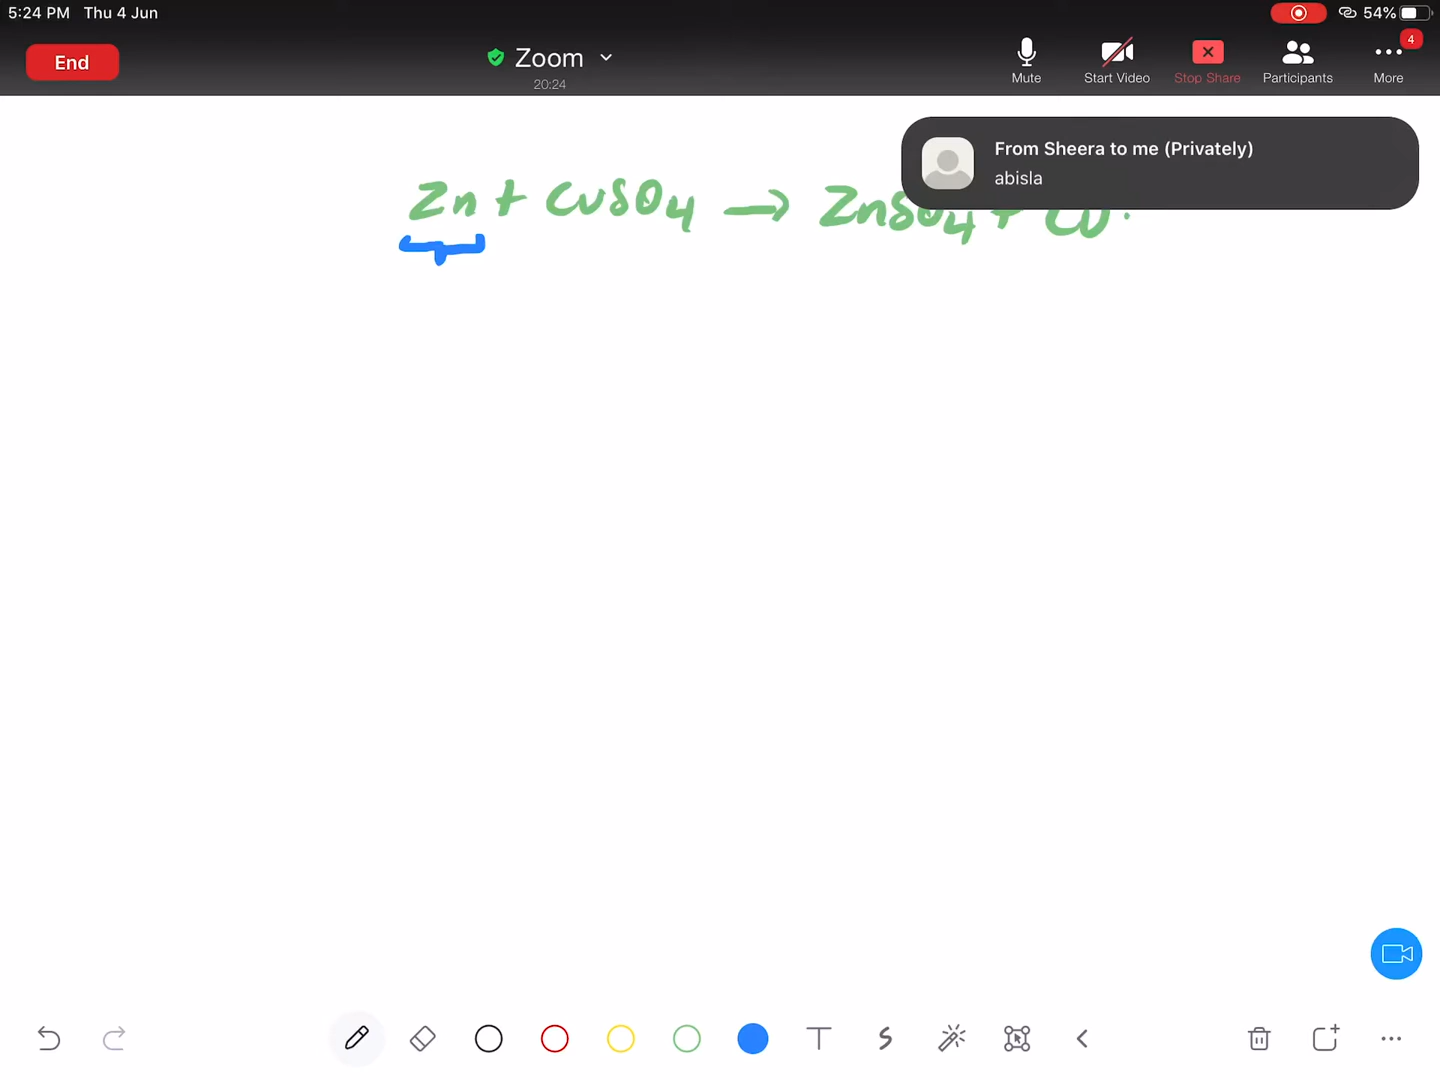 5:24 PM Thu 4 Jun 54%
End
Zoom
20:24
Mute
Start Video
Stop Share
Participants
4
More
From Sheera to me (Privately)
abisla
Zn + CuSO4 → ZnSO4 + Cu.
T